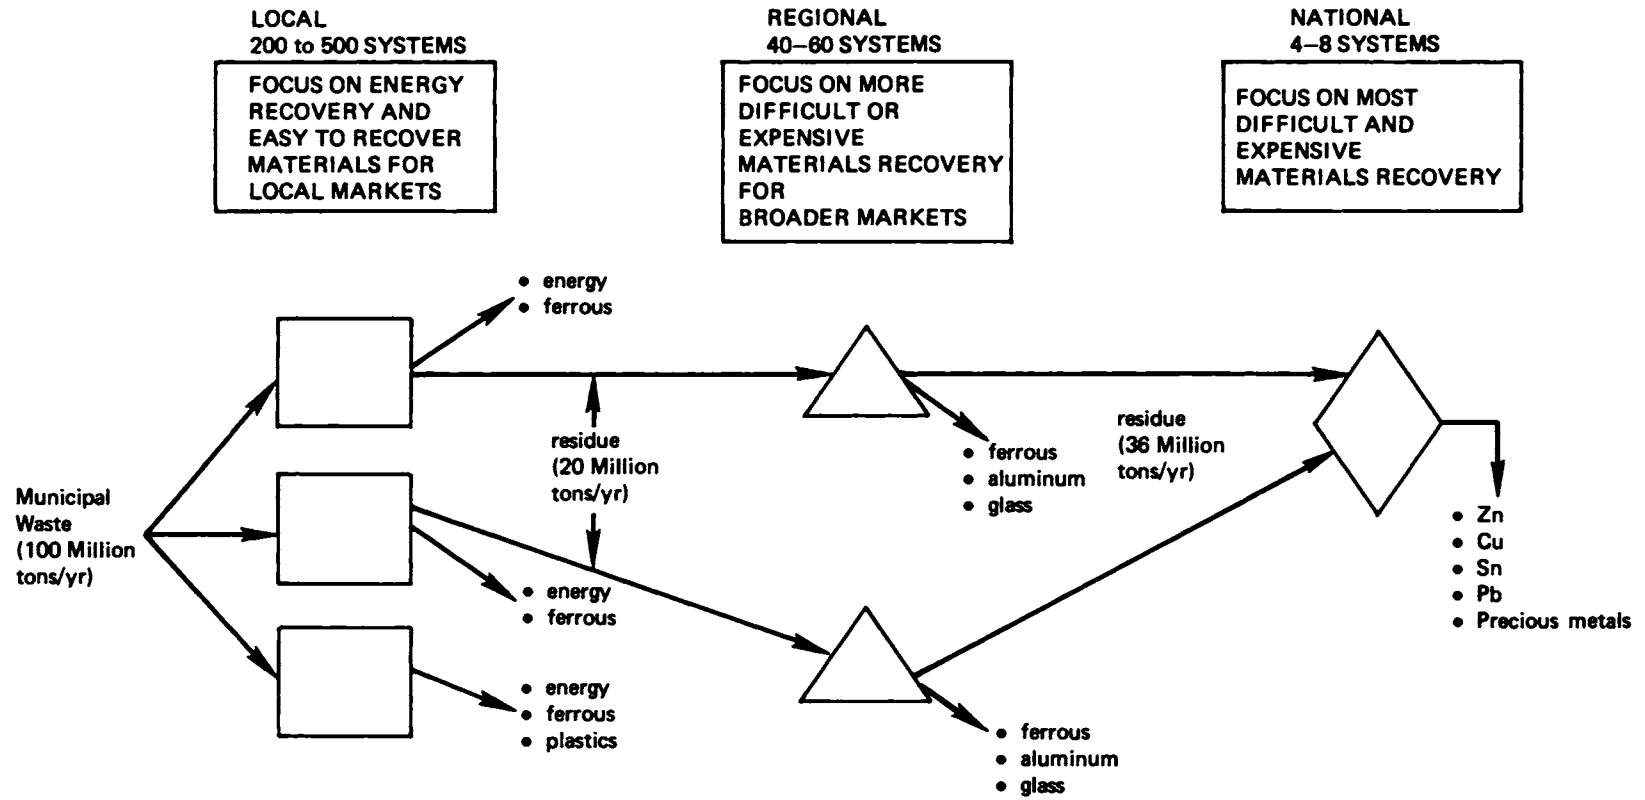 LOCAL
200 to 500 SYSTEMS
FOCUS ON ENERGY
RECOVERY AND
EASY TO RECOVER
MATERIALS FOR
LOCAL MARKETS
REGIONAL
40–60 SYSTEMS
FOCUS ON MORE
DIFFICULT OR
EXPENSIVE
MATERIALS RECOVERY
FOR
BROADER MARKETS
NATIONAL
4–8 SYSTEMS
FOCUS ON MOST
DIFFICULT AND
EXPENSIVE
MATERIALS RECOVERY
Municipal
Waste
(100 Million
tons/yr)
• energy
• ferrous
residue
(20 Million
tons/yr)
• energy
• ferrous
• energy
• ferrous
• plastics
• ferrous
• aluminum
• glass
residue
(36 Million
tons/yr)
• ferrous
• aluminum
• glass
• Zn
• Cu
• Sn
• Pb
• Precious metals